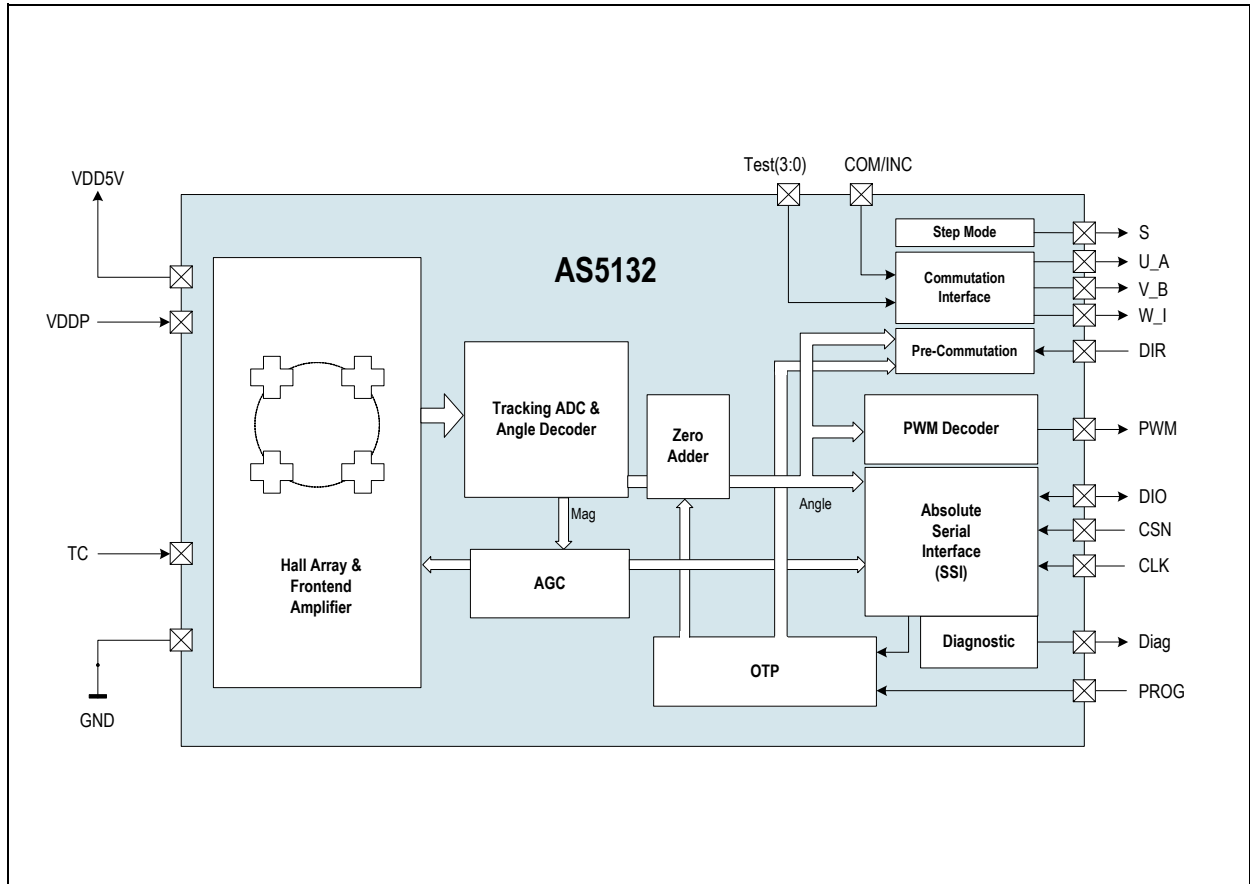 Test(3:0)
COM/INC
VDD5V
Step Mode
S
AS5132
U_A
Commutation
Interface
V_B
W_I
VDDP
Pre-Commutation
DIR
Tracking ADC &
Angle Decoder
Zero
Adder
PWM Decoder
PWM
Mag
Angle
Absolute
Serial
Interface
(SSI)
DIO
CSN
CLK
TC
Hall Array &
Frontend
Amplifier
AGC
Diagnostic
Diag
OTP
PROG
GND